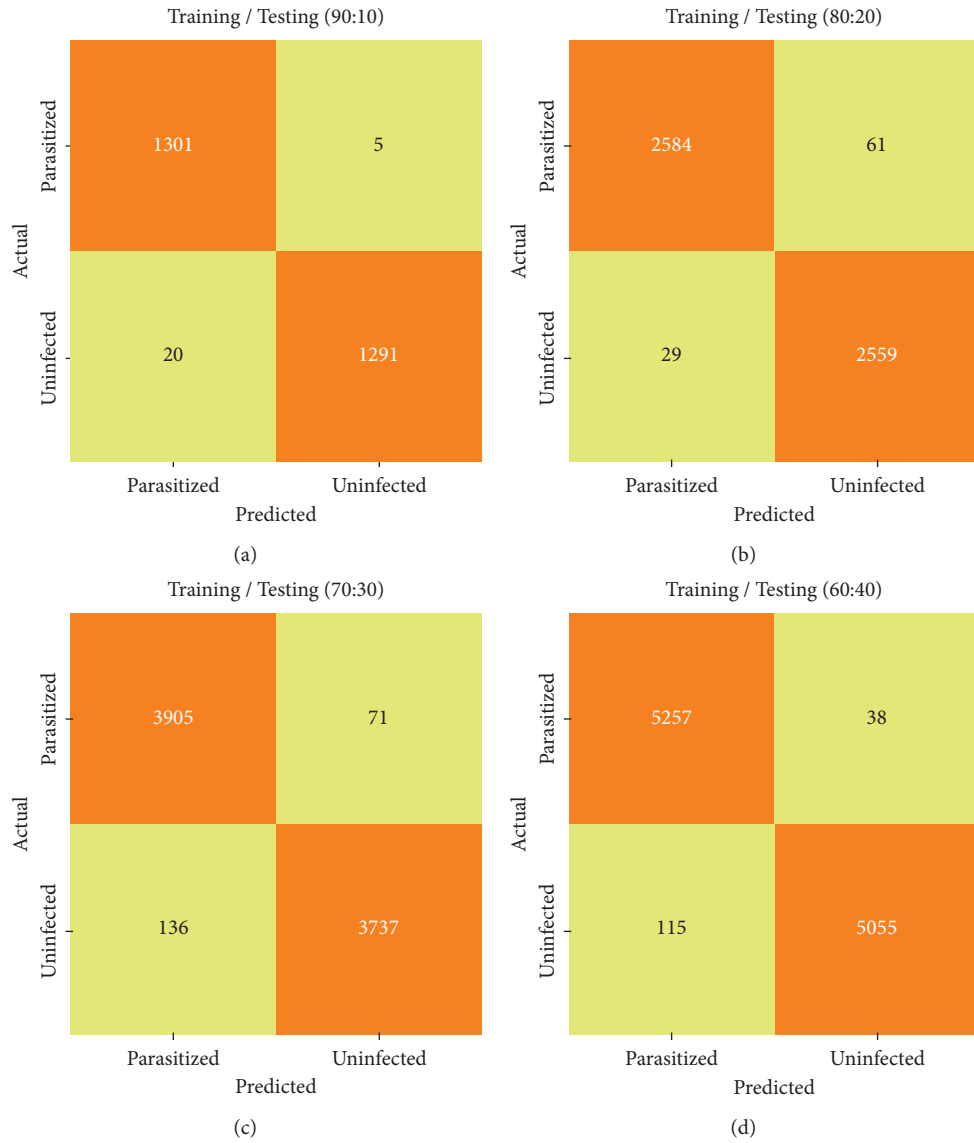 Training / Testing (90:10)
Actual
Parasitized
Uninfected
1301
5
20
1291
Parasitized
Uninfected
Predicted
(a)
Training / Testing (80:20)
Actual
Parasitized
Uninfected
2584
61
29
2559
Parasitized
Uninfected
Predicted
(b)
Training / Testing (70:30)
Actual
Parasitized
Uninfected
3905
71
136
3737
Parasitized
Uninfected
Predicted
(c)
Training / Testing (60:40)
Actual
Parasitized
Uninfected
5257
38
115
5055
Parasitized
Uninfected
Predicted
(d)